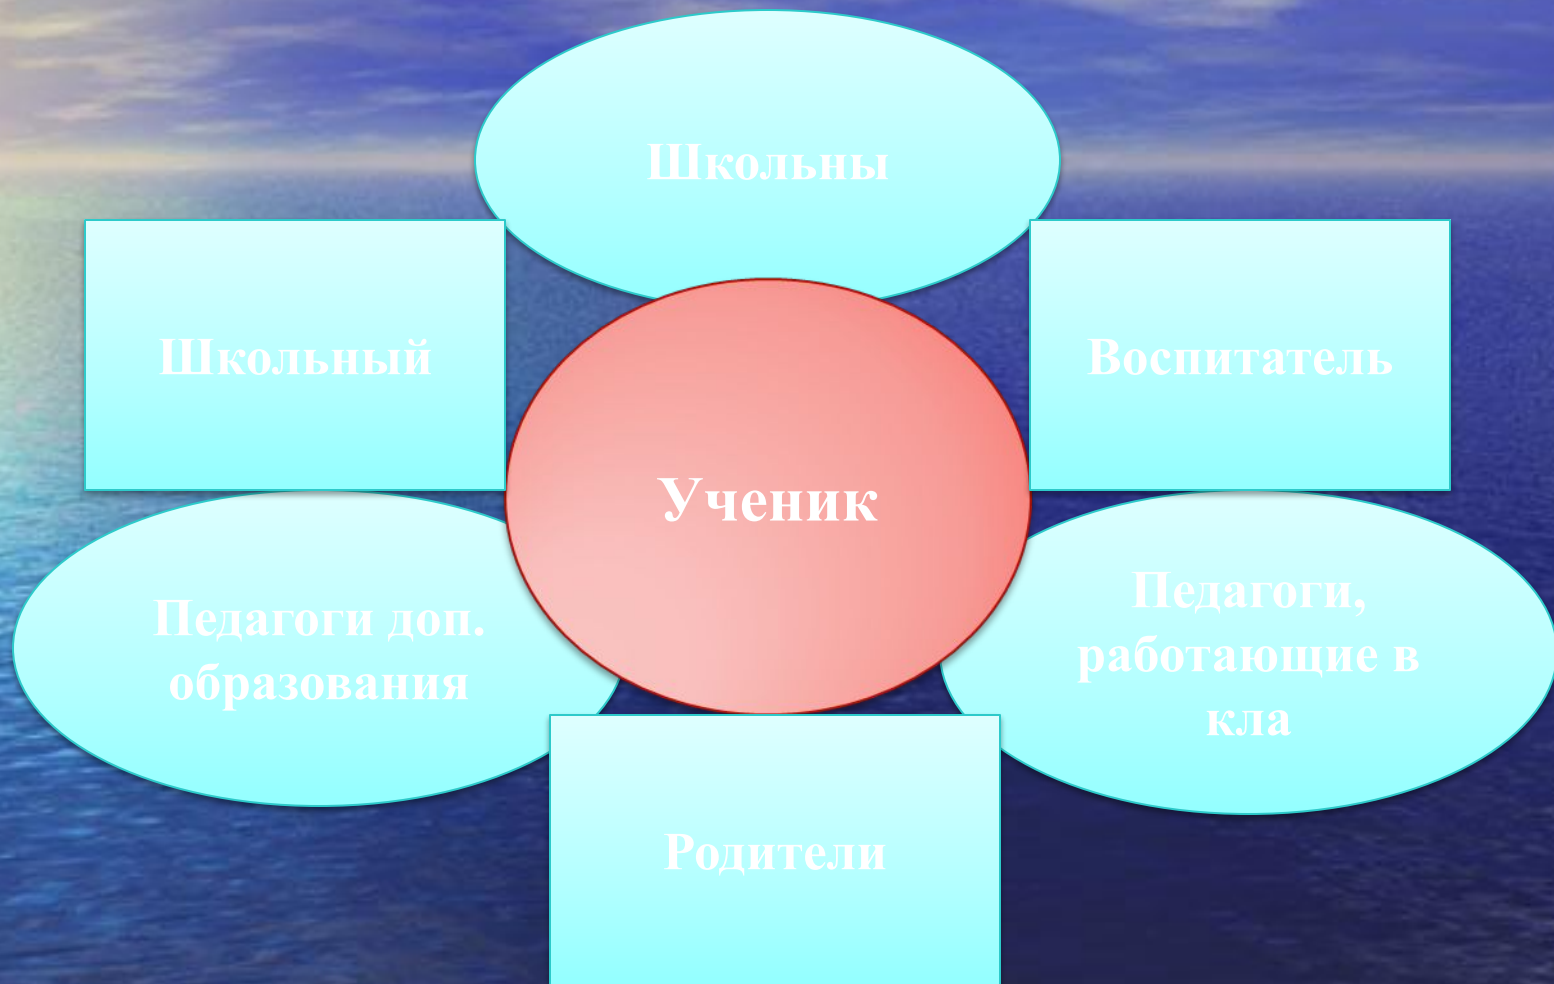 Школьны
Школьный
Воспитатель
Ученик
Педагоги доп.
образования
Педагоги,
работающие в
кла
Родители